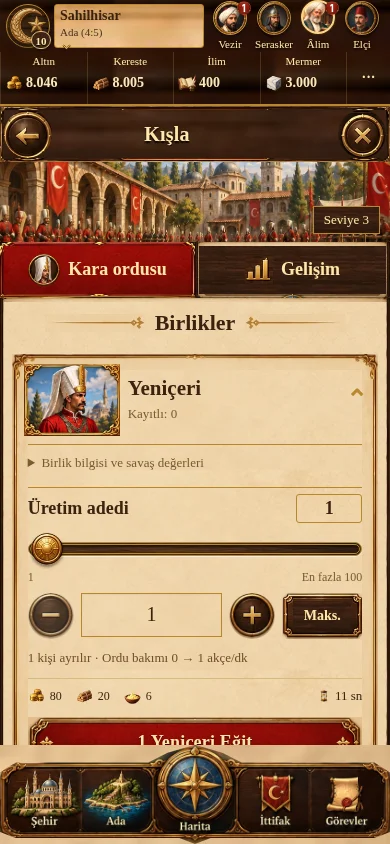 Sahilhisar
Ada (4:5)
10
1
1
Vezir
Serasker
Âlim
Elçi
Altın
Kereste
İlim
Mermer
8.046
8.005
400
3.000
...
Kışla
Seviye 3
Kara ordusu
Gelişim
Birlikler
Yeniçeri
Kayıtlı: 0
Birlik bilgisi ve savaş değerleri
Üretim adedi
1
1
En fazla 100
1
Maks.
1 kişi ayrılır · Ordu bakımı 0 → 1 akçe/dk
80
20
6
11 sn
1 Yeniçeri Eğit
Şehir
Ada
Harita
İttifak
Görevler